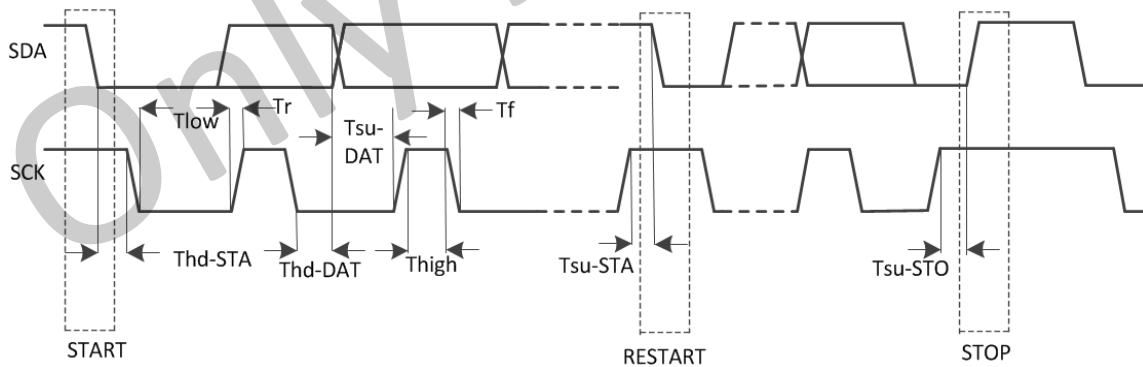 SDA
Tlow
Tr
Tsu-
DAT
Tf
SCK
Thd-STA
Thd-DAT
Thigh
Tsu-STA
Tsu-STO
START
RESTART
STOP
Only